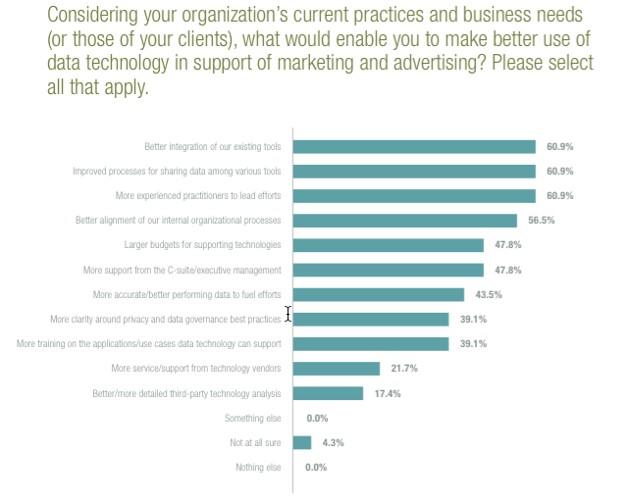 Considering your organization's current practices and business needs
(or those of your clients), what would enable you to make better use of
data technology in support of marketing and advertising? Please select
all that apply.
Better integration of our existing tools 60.9%
Improved processes for sharing data among various tools 60.9%
More experienced practitioners to lead efforts 60.9%
Better alignment of our internal organizational processes 56.5%
Larger budgets for supporting technologies 47.8%
More support from the C-suite/executive management 47.8%
More accurate/better performing data to fuel efforts 43.5%
More clarity around privacy and data governance best practices 39.1%
More training on the applications/use cases data technology can support 39.1%
More service/support from technology vendors 21.7%
Better/more detailed third-party technology analysis 17.4%
Something else 0.0%
Not at all sure 4.3%
Nothing else 0.0%